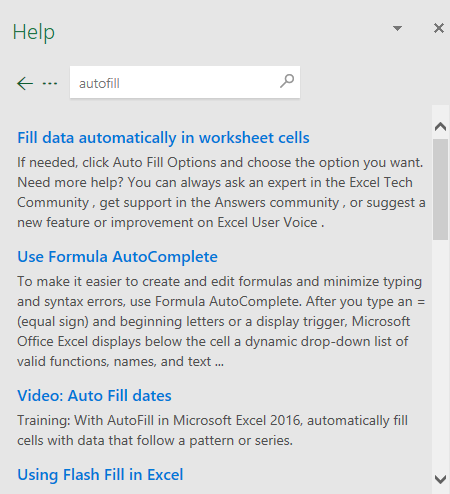 Help
autofill
Fill data automatically in worksheet cells
If needed, click Auto Fill Options and choose the option you want.
Need more help? You can always ask an expert in the Excel Tech
Community , get support in the Answers community , or suggest a
new feature or improvement on Excel User Voice .
Use Formula AutoComplete
To make it easier to create and edit formulas and minimize typing
and syntax errors, use Formula AutoComplete. After you type an =
(equal sign) and beginning letters or a display trigger, Microsoft
Office Excel displays below the cell a dynamic drop-down list of
valid functions, names, and text ...
Video: Auto Fill dates
Training: With AutoFill in Microsoft Excel 2016, automatically fill
cells with data that follow a pattern or series.
Using Flash Fill in Excel